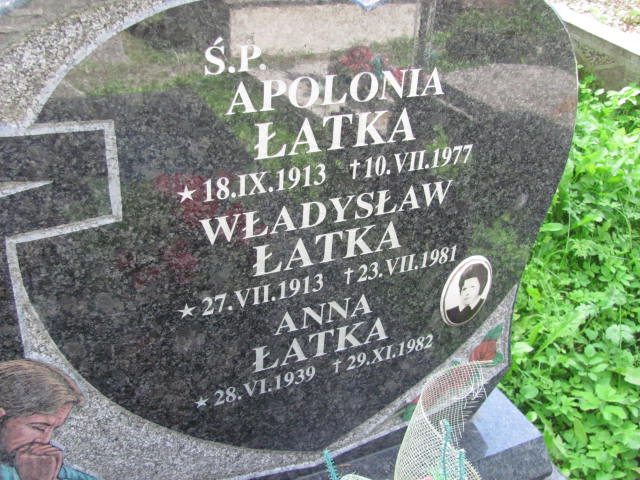 Ś.P.
APOLONIA
ŁATKA
★ 18.IX.1913 † 10.VII.1977
WŁADYSŁAW
ŁATKA
★ 27.VII.1913 † 23.VII.1981
ANNA
ŁATKA
★ 28.VI.1939 † 29.XI.1982